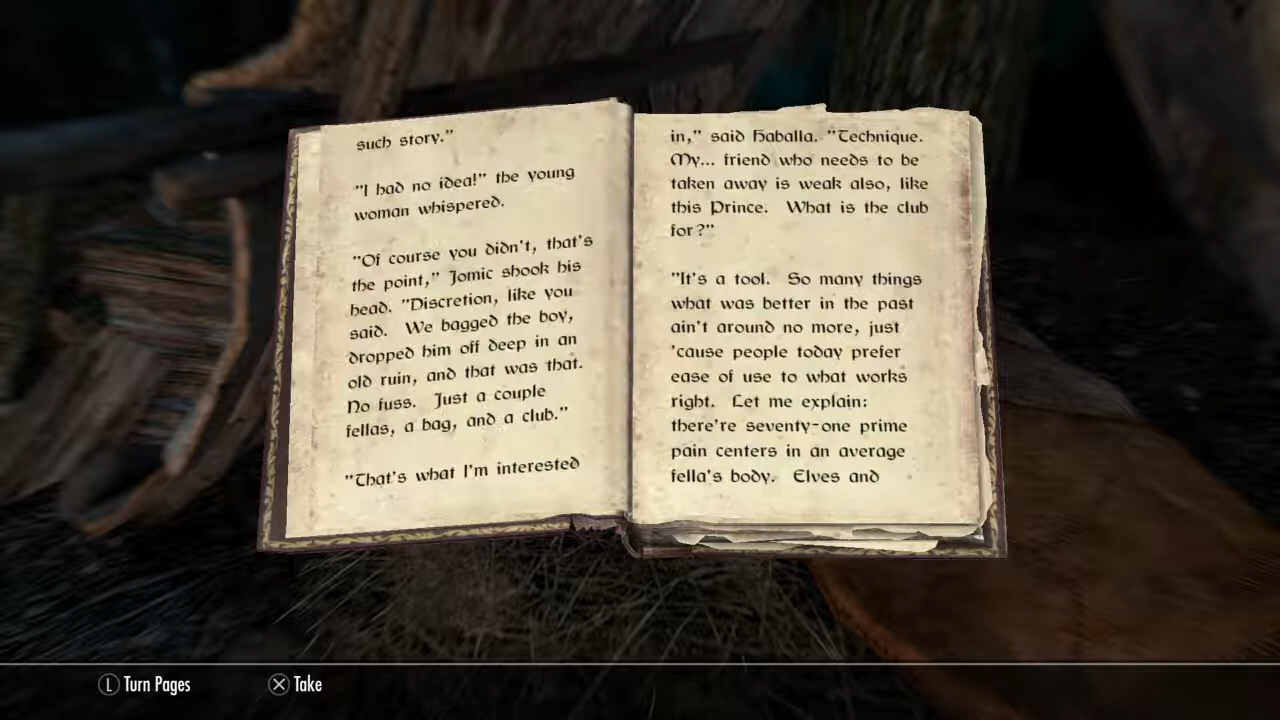 such story."
"I had no idea!" the young
woman whispered.
"Of course you didn't, that's
the point," Jomic shook his
head. "Discretion, like you
said. We bagged the boy,
dropped him off deep in an
old ruin, and that was that.
No fuss. Just a couple
fellas, a bag, and a club."
"That's what I'm interested
in," said Haballa. "Technique.
My... friend who needs to be
taken away is weak also, like
this Prince. What is the club
for?"
"It's a tool. So many things
what was better in the past
ain't around no more, just
'cause people today prefer
ease of use to what works
right. Let me explain:
there're seventy-one prime
pain centers in an average
fella's body. Elves and
L Turn Pages
X Take